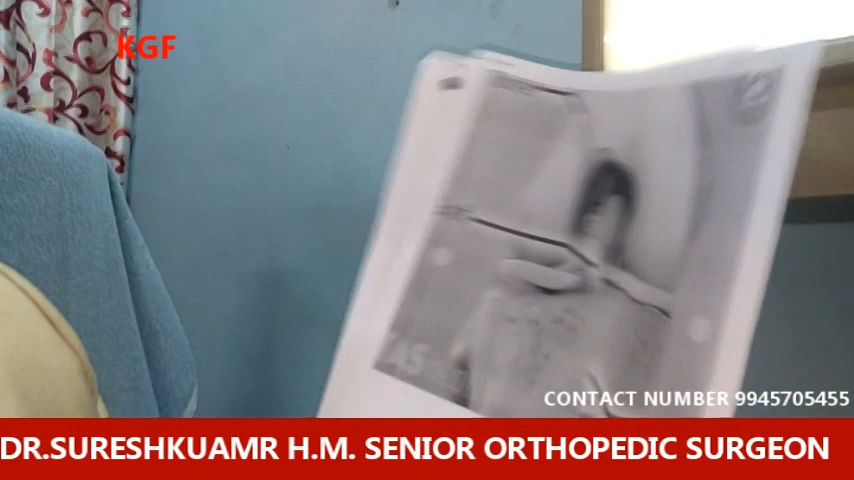 KGF
CONTACT NUMBER 9945705455
DR.SURESHKUAMR H.M. SENIOR ORTHOPEDIC SURGEON